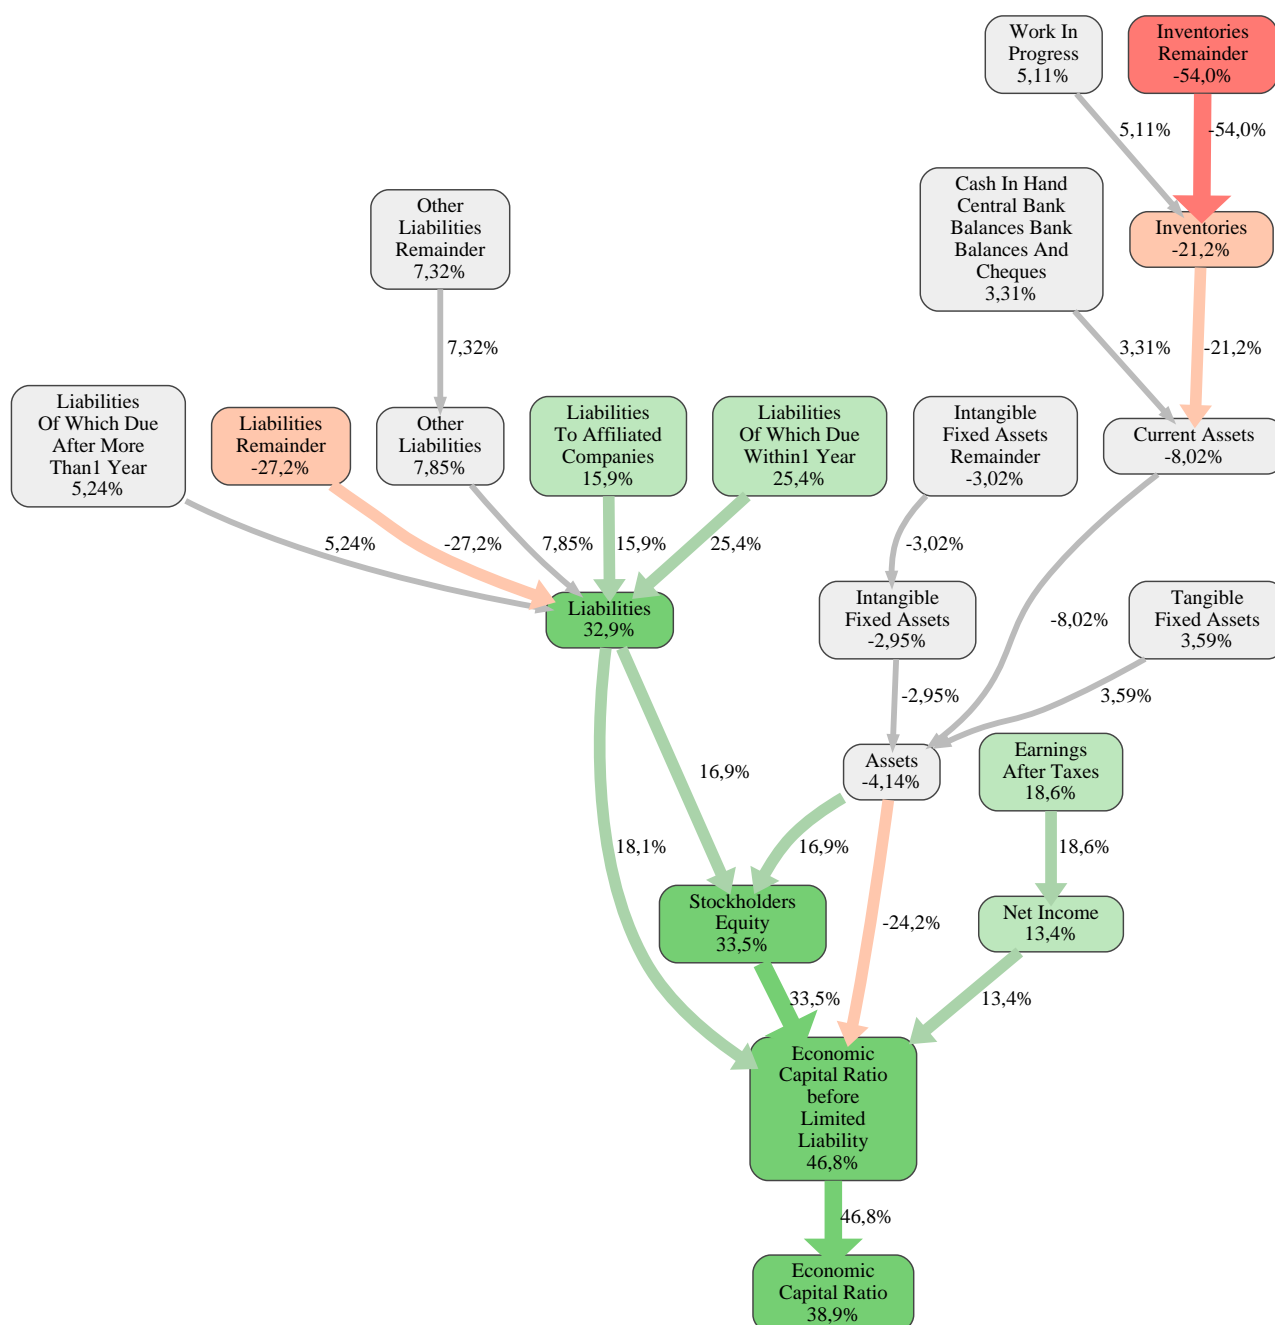 Work In
Progress
5,11%
Inventories
Remainder
-54,0%
5,11%
-54,0%
Cash In Hand
Central Bank
Balances Bank
Balances And
Cheques
3,31%
Other
Liabilities
Remainder
7,32%
Inventories
-21,2%
7,32%
3,31%
-21,2%
Liabilities
Of Which Due
After More
Than1 Year
5,24%
Liabilities
Remainder
-27,2%
Other
Liabilities
7,85%
Liabilities
To Affiliated
Companies
15,9%
Liabilities
Of Which Due
Within1 Year
25,4%
Intangible
Fixed Assets
Remainder
-3,02%
Current Assets
-8,02%
5,24%
-27,2%
7,85%
15,9%
25,4%
-3,02%
Liabilities
32,9%
Intangible
Fixed Assets
-2,95%
-8,02%
Tangible
Fixed Assets
3,59%
-2,95%
3,59%
16,9%
Assets
-4,14%
Earnings
After Taxes
18,6%
18,1%
16,9%
18,6%
Stockholders
Equity
33,5%
-24,2%
Net Income
13,4%
33,5%
13,4%
Economic
Capital Ratio
before
Limited
Liability
46,8%
46,8%
Economic
Capital Ratio
38,9%